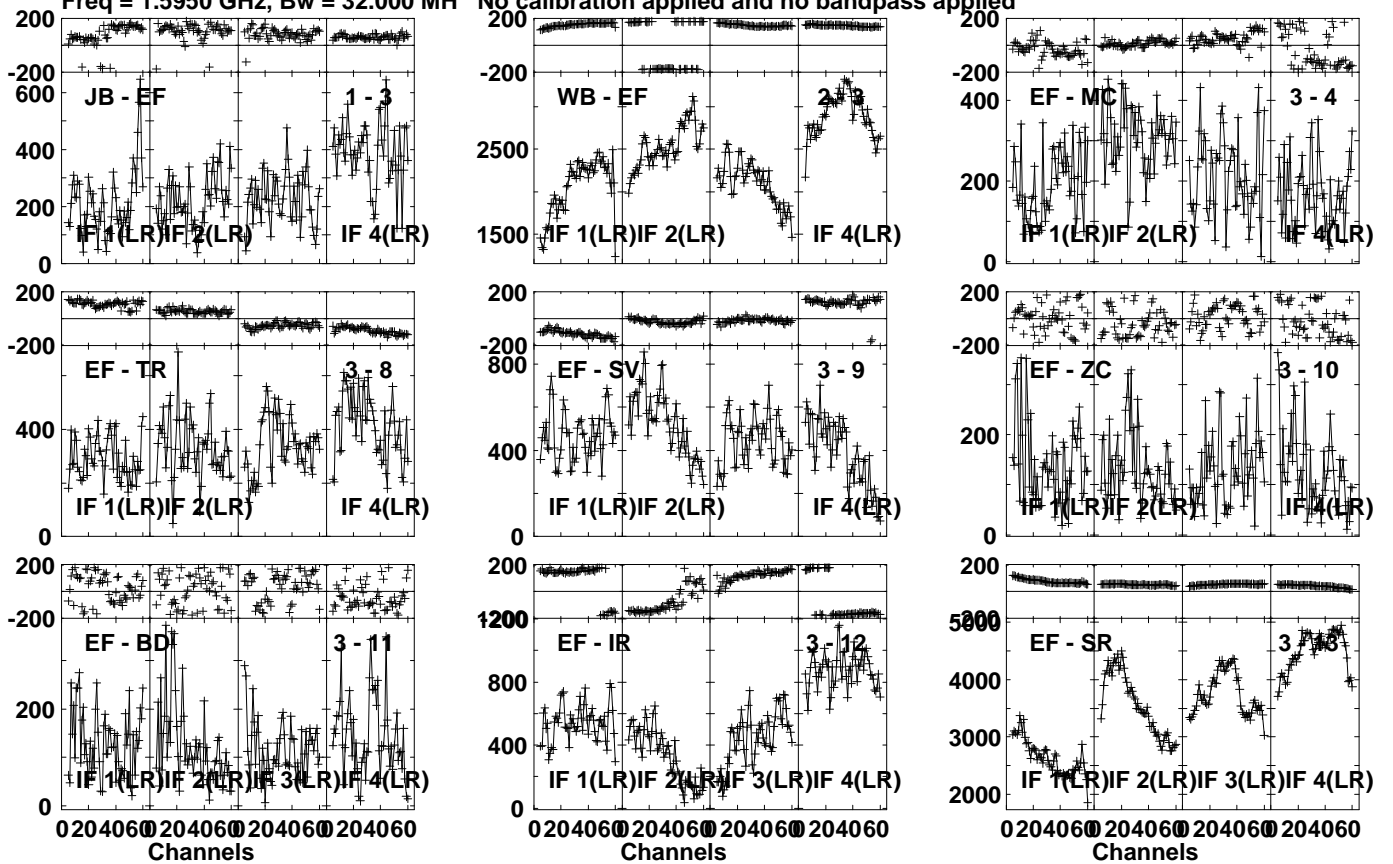 Freq = 1.5950 GHz, Bw = 32.000 MH No calibration applied and no bandpass applied
200 200 200
-200 -200 -200
600 JB - EF 1 - 3 WB - EF 2 - 3 400 EF - MC 3 - 4
400 2500
200 200
IF 1(LR) IF 2(LR) IF 4(LR) 1500 IF 1(LR) IF 2(LR) IF 4(LR) IF 1(LR) IF 2(LR) IF 4(LR)
0 0
200 200 200
-200 -200 -200
EF - TR 3 - 8 800 EF - SV 3 - 9 EF - ZC 3 - 10
400 400 200
IF 1(LR) IF 2(LR) IF 4(LR) IF 1(LR) IF 2(LR) IF 4(LR) IF 1(LR) IF 2(LR) IF 4(LR)
0 0 0
200 200 200
-200 -200 1200 -200 5000
EF - BD 3 - 11 EF - IR 3 - 12 EF - SR 3 - 13
800 4000
200 400 3000
IF 1(LR) IF 2(LR) IF 3(LR) IF 4(LR) IF 1(LR) IF 2(LR) IF 3(LR) IF 4(LR) IF 1(LR) IF 2(LR) IF 3(LR) IF 4(LR)
0 0 2000
0 20 40 60 0 20 40 60 0 20 40 60 0 20 40 60 0 20 40 60 0 20 40 60 0 20 40 60 0 20 40 60 0 20 40 60 0 20 40 60 0 20 40 60 0 20 40 60
Channels Channels Channels